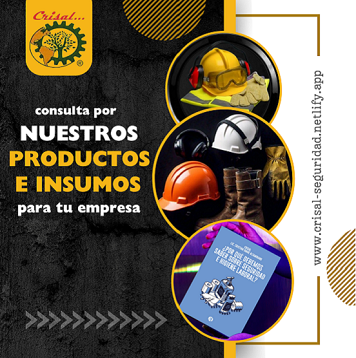 Crisal...
®
consulta por
NUESTROS
PRODUCTOS
E INSUMOS
para tu empresa
www.crisal-seguridad.netlify.app
¿POR QUÉ DEBEMOS
SABER SOBRE SEGURIDAD
E HIGIENE LABORAL?